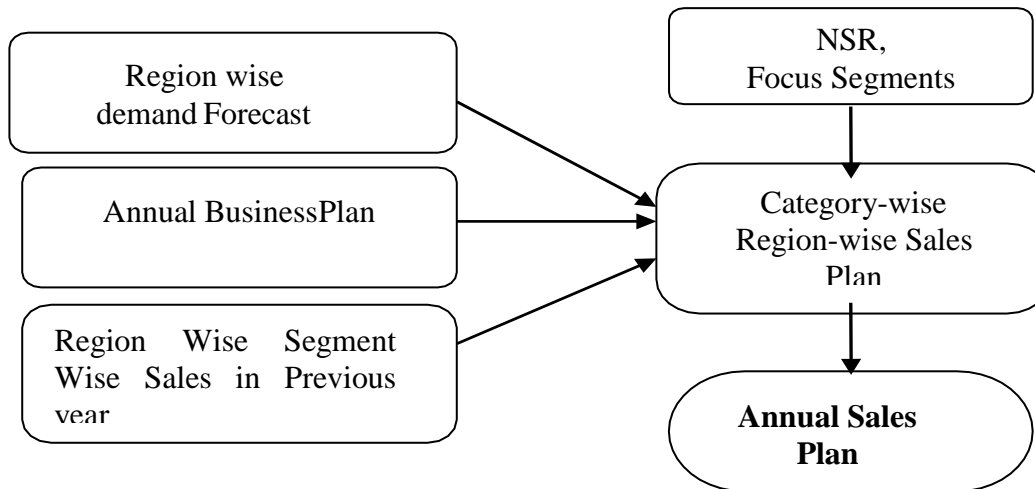 Region wise
demand Forecast
Annual BusinessPlan
Region Wise Segment
Wise Sales in Previous
year
NSR,
Focus Segments
Category-wise
Region-wise Sales
Plan
Annual Sales
Plan